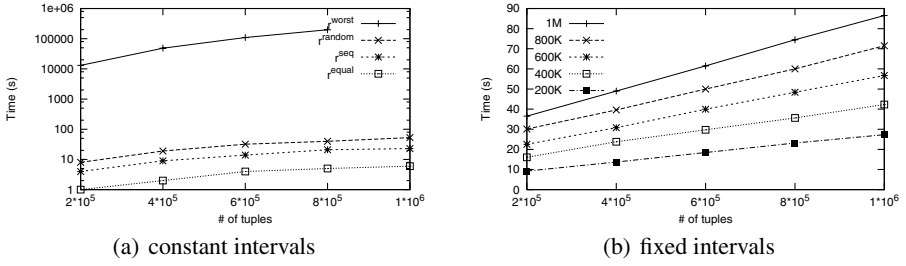 1e+06
100000
10000
1000
100
10
1
Time (s)
r^worst
r^random
r^seq
r^equal
2*10^5
4*10^5
6*10^5
8*10^5
1*10^6
# of tuples
(a) constant intervals
90
80
70
60
50
40
30
20
10
0
Time (s)
1M
800K
600K
400K
200K
2*10^5
4*10^5
6*10^5
8*10^5
1*10^6
# of tuples
(b) fixed intervals